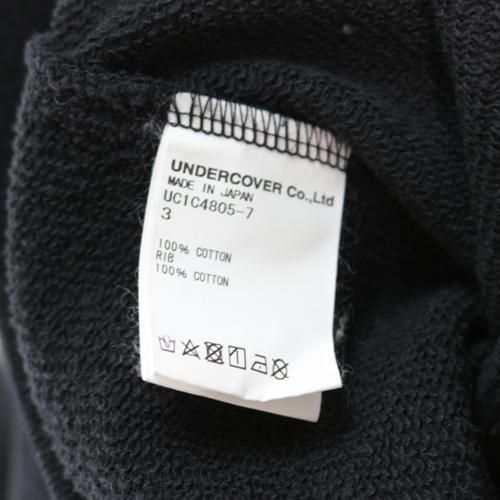 UNDERCOVER Co.,Ltd
MADE IN JAPAN
UC1C4805-7
3
100% COTTON
RIB
100% COTTON